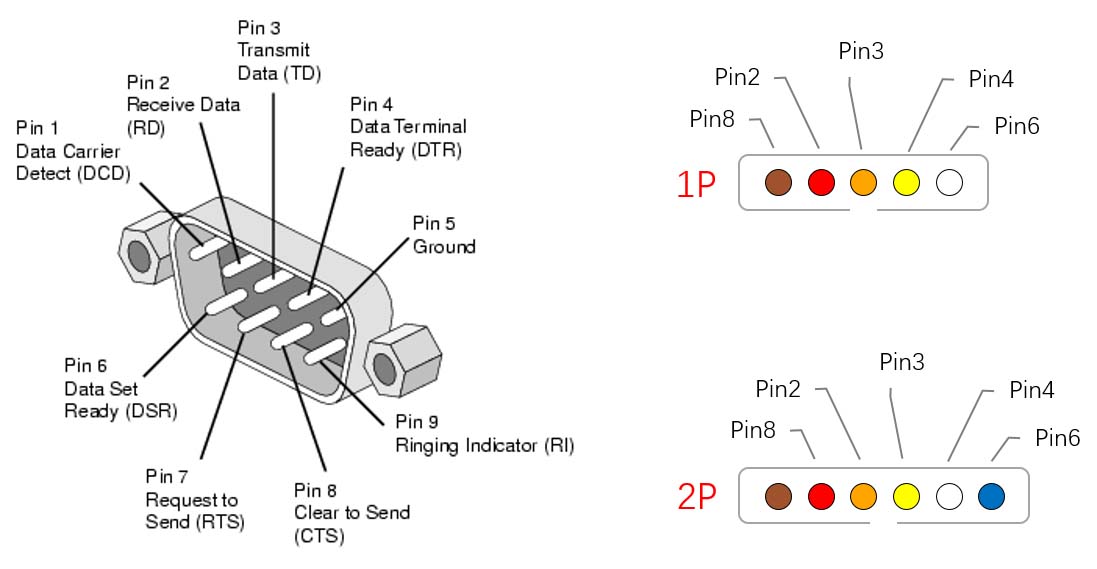 Pin 3
Transmit
Data (TD)
Pin 2
Receive Data
(RD)
Pin 4
Data Terminal
Ready (DTR)
Pin 1
Data Carrier
Detect (DCD)
Pin 5
Ground
Pin 6
Data Set
Ready (DSR)
Pin 9
Ringing Indicator (RI)
Pin 7
Request to
Send (RTS)
Pin 8
Clear to Send
(CTS)
Pin3
Pin2
Pin4
Pin8
Pin6
1P
Pin3
Pin2
Pin4
Pin8
Pin6
2P